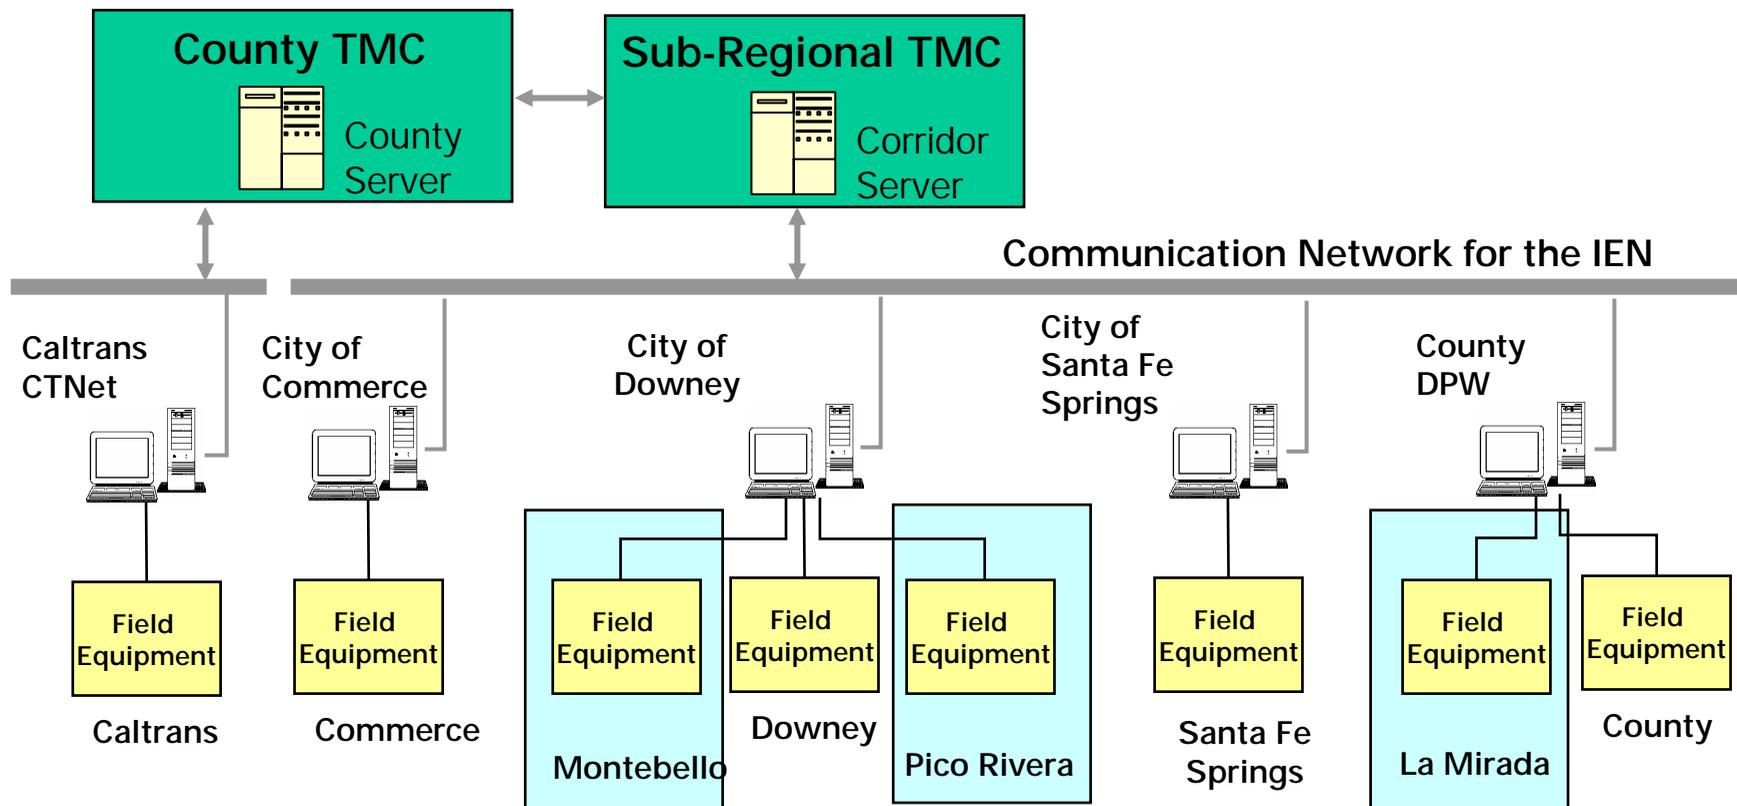 County TMC
County
Server
Sub-Regional TMC
Corridor
Server
Communication Network for the IEN
Caltrans
CTNet
City of
Commerce
City of
Downey
City of
Santa Fe
Springs
County
DPW
Field
Equipment
Field
Equipment
Field
Equipment
Field
Equipment
Field
Equipment
Field
Equipment
Field
Equipment
Field
Equipment
Caltrans
Commerce
Montebello
Downey
Pico Rivera
Santa Fe
Springs
La Mirada
County